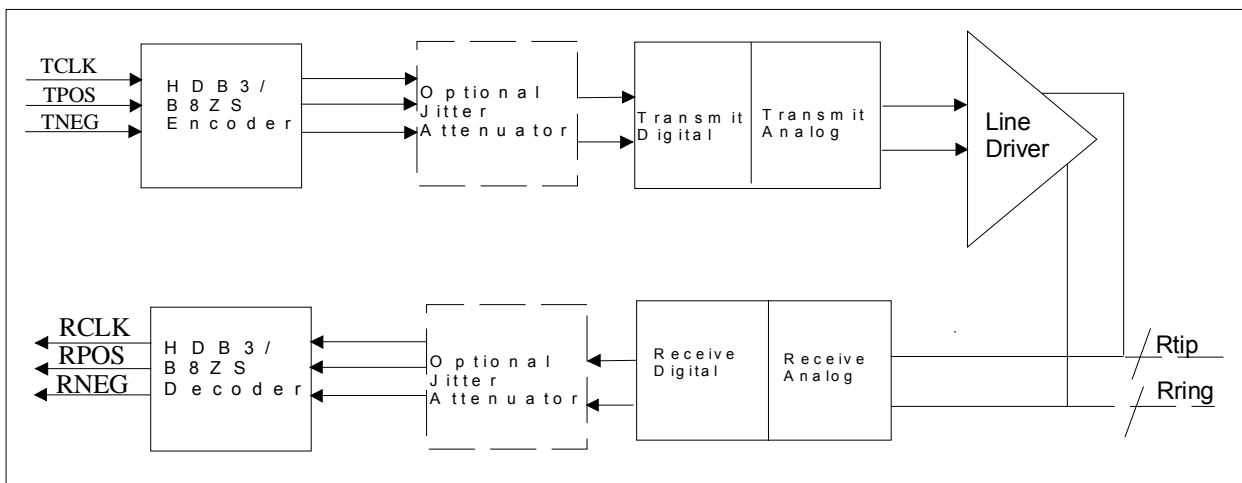 TCLK
TPOS
TNEG
HDB3/
B8ZS
Encoder
Optional
Jitter
Attenuator
Transmit
Digital
Transmit
Analog
Line
Driver
RCLK
RPOS
RNEG
HDB3/
B8ZS
Decoder
Optional
Jitter
Attenuator
Receive
Digital
Receive
Analog
Rtip
Rring